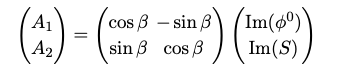 (A₁ A₂) = (cos β − sin β sin β cos β) (Im(ϕ⁰) Im(S))